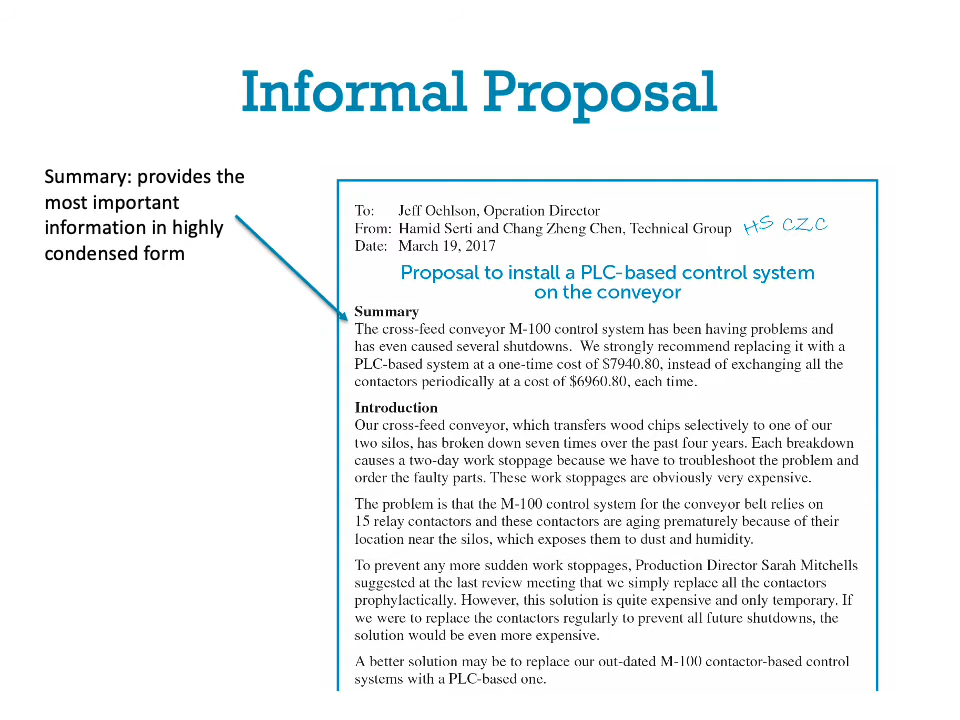 Informal Proposal
Summary: provides the
most important
information in highly
condensed form
To: Jeff Oehlson, Operation Director
From: Hamid Serti and Chang Zheng Chen, Technical Group HS CZC
Date: March 19, 2017
Proposal to install a PLC-based control system
on the conveyor
Summary
The cross-feed conveyor M-100 control system has been having problems and
has even caused several shutdowns. We strongly recommend replacing it with a
PLC-based system at a one-time cost of $7940.80, instead of exchanging all the
contactors periodically at a cost of $6960.80, each time.
Introduction
Our cross-feed conveyor, which transfers wood chips selectively to one of our
two silos, has broken down seven times over the past four years. Each breakdown
causes a two-day work stoppage because we have to troubleshoot the problem and
order the faulty parts. These work stoppages are obviously very expensive.
The problem is that the M-100 control system for the conveyor belt relies on
15 relay contactors and these contactors are aging prematurely because of their
location near the silos, which exposes them to dust and humidity.
To prevent any more sudden work stoppages, Production Director Sarah Mitchells
suggested at the last review meeting that we simply replace all the contactors
prophylactically. However, this solution is quite expensive and only temporary. If
we were to replace the contactors regularly to prevent all future shutdowns, the
solution would be even more expensive.
A better solution may be to replace our out-dated M-100 contactor-based control
systems with a PLC-based one.